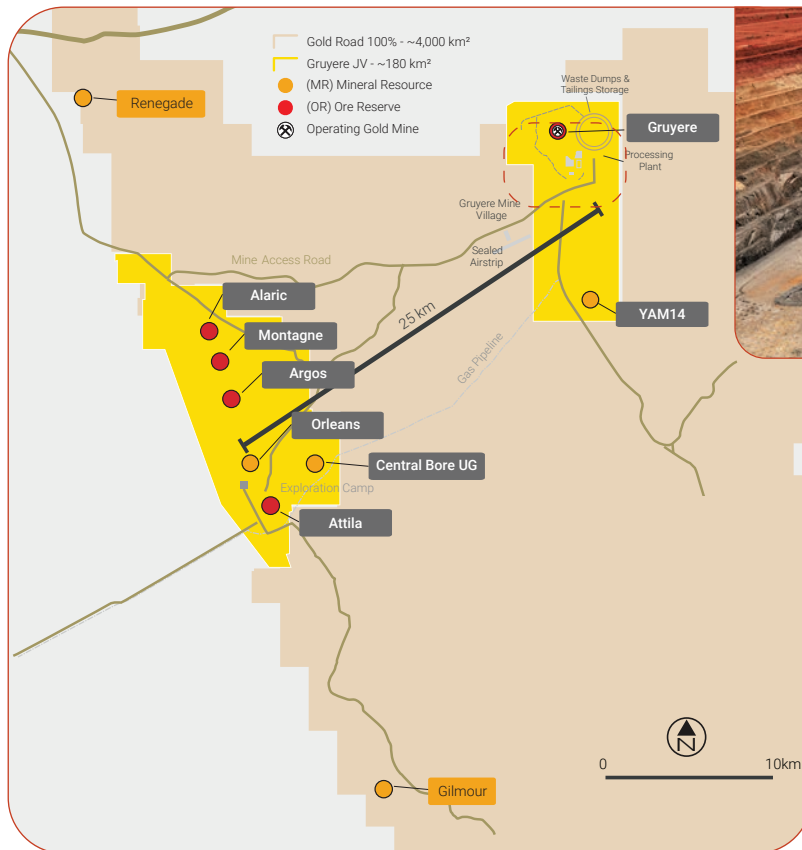 Gold Road 100% - ~4,000 km²
Gruyere JV - ~180 km²
(MR) Mineral Resource
(OR) Ore Reserve
Operating Gold Mine
Renegade
Waste Dumps &
Tailings Storage
Gruyere
Processing
Plant
Gruyere Mine
Village
Sealed
Airstrip
Mine Access Road
Alaric
YAM14
25 km
Montagne
Gas Pipeline
Argos
Orleans
Central Bore UG
Exploration Camp
Attila
N
0 10km
Gilmour